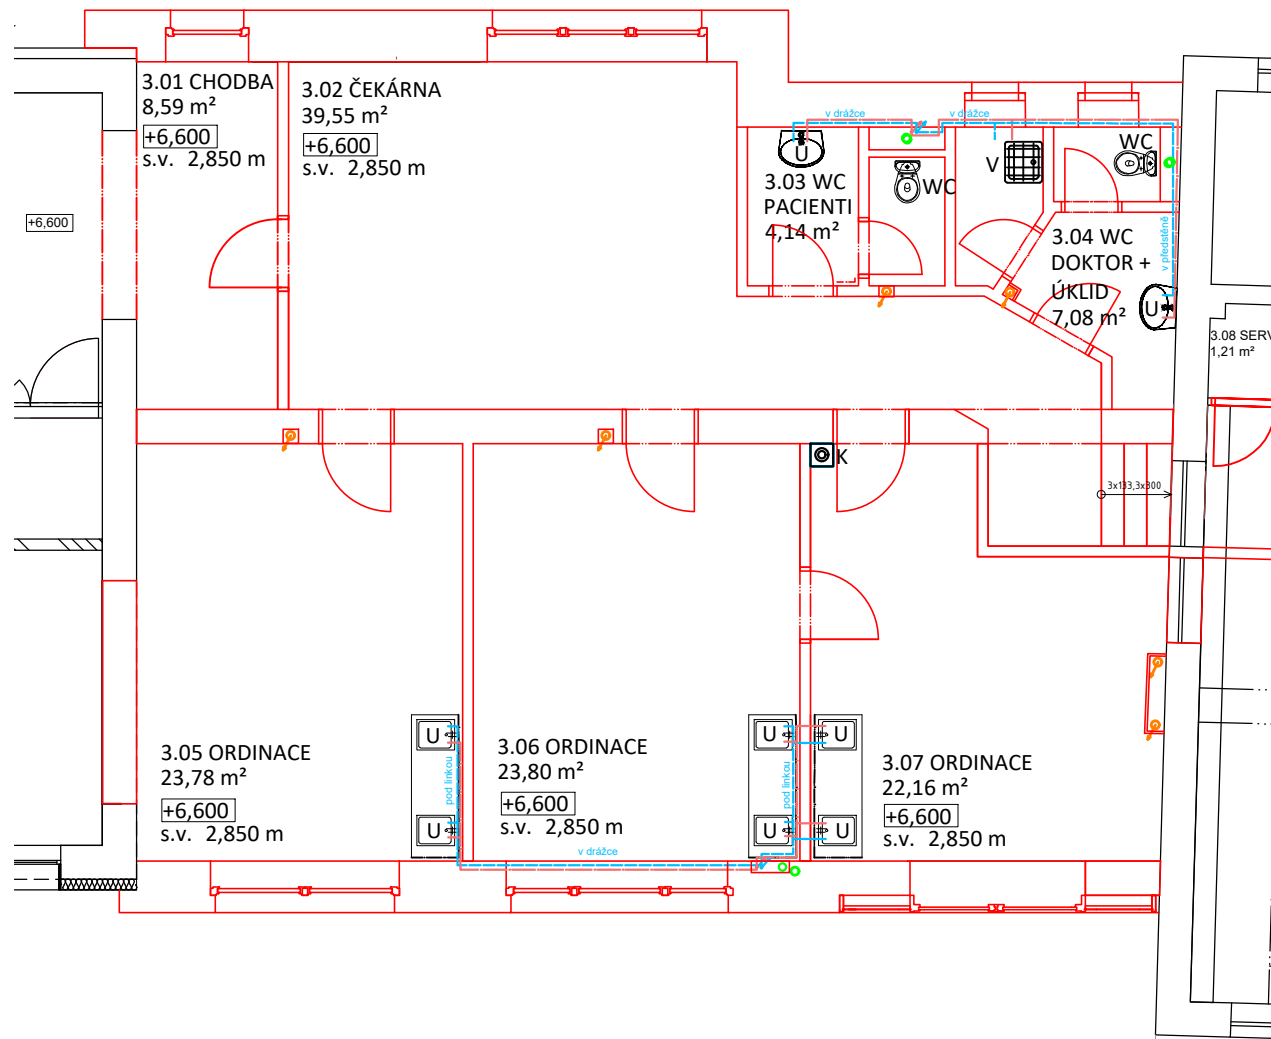 3.01 CHODBA
8,59 m²
+6,600
s.v. 2,850 m
3.02 ČEKÁRNA
39,55 m²
+6,600
s.v. 2,850 m
v drážce
v drážce
U
3.03 WC
PACIENTI
4,14 m²
WC
V
WC
3.04 WC
DOKTOR +
ÚKLID
7,08 m²
U
v předstěně
+6,600
3.08 SERV
1,21 m²
K
3x133,3x300
3.05 ORDINACE
23,78 m²
+6,600
s.v. 2,850 m
U
U
pod linkou
v drážce
3.06 ORDINACE
23,80 m²
+6,600
s.v. 2,850 m
U
U
pod linkou
U
U
3.07 ORDINACE
22,16 m²
+6,600
s.v. 2,850 m